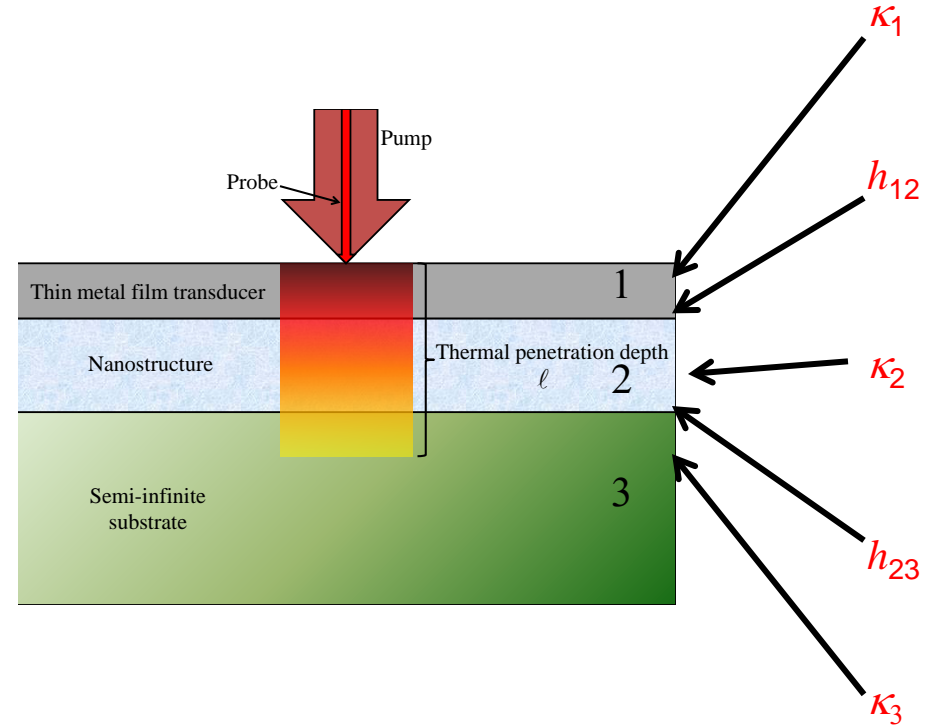 κ1
Pump
Probe
h12
Thin metal film transducer
1
Nanostructure
Thermal penetration depth
ℓ
2
κ2
Semi-infinite
substrate
3
h23
κ3